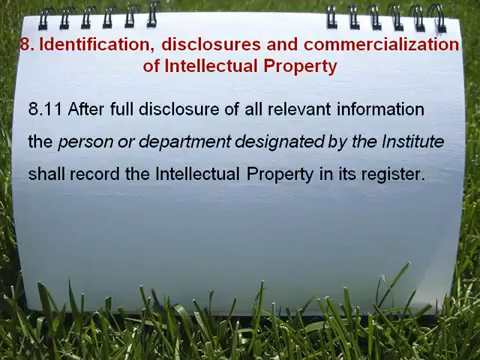 8. Identification, disclosures and commercialization
of Intellectual Property
8.11 After full disclosure of all relevant information
the person or department designated by the Institute
shall record the Intellectual Property in its register.